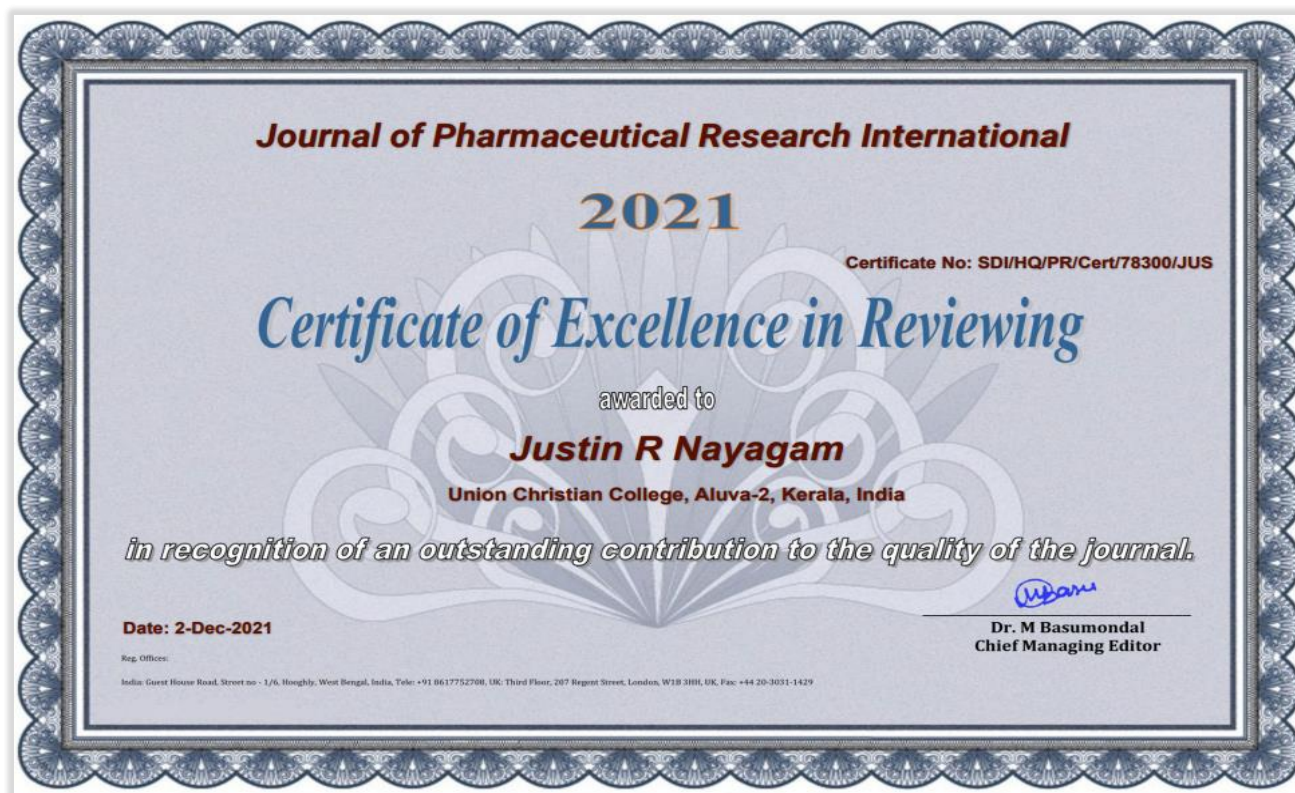 Journal of Pharmaceutical Research International
2021
Certificate No: SDI/HQ/PR/Cert/78300/JUS
Certificate of Excellence in Reviewing
awarded to
Justin R Nayagam
Union Christian College, Aluva-2, Kerala, India
in recognition of an outstanding contribution to the quality of the journal.
Date: 2-Dec-2021
Dr. M Basumondal
Chief Managing Editor
Reg. Offices:
India: Guest House Road, Street no - 1/6, Hooghly, West Bengal, India, Tele: +91 8617752708, UK: Third Floor, 207 Regent Street, London, W1B 3HH, UK, Fax: +44 20-3031-1429